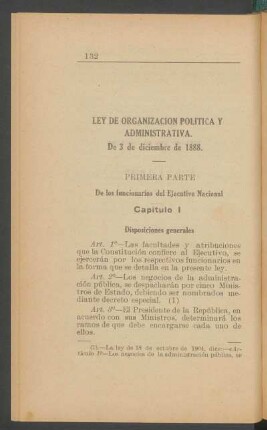 132
LEY DE ORGANIZACION POLITICA Y
ADMINISTRATIVA.
De 3 de diciembre de 1888.
PRIMERA PARTE
De los funcionarios del Ejecutivo Nacional
Capítulo I
Disposiciones generales
Art. 1º—Las facultades y atribuciones
que la Constitución confiere al Ejecutivo, se
ejercerán por los respectivos funcionarios en
la forma que se detalla en la presente ley.
Art. 2º—Los negocios de la administra-
ción pública, se despacharán por cinco Minis-
tros de Estado, debiendo ser nombrados me-
diante decreto especial. (1)
Art. 3º—El Presidente de la República, en
acuerdo con sus Ministros, determinará los
ramos de que debe encargarse cada uno de
ellos.
(1).—La ley de de octubre de 1904, dice:—Ar-
tículo Los negocios de la administración pública, se